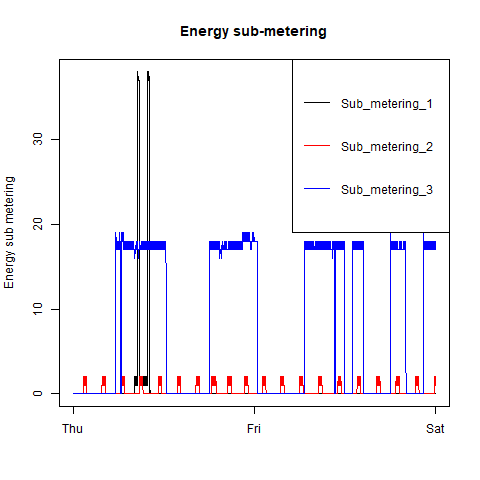 Energy sub-metering
Sub_metering_1
Sub_metering_2
Sub_metering_3
Energy sub metering
30
20
10
0
Thu
Fri
Sat